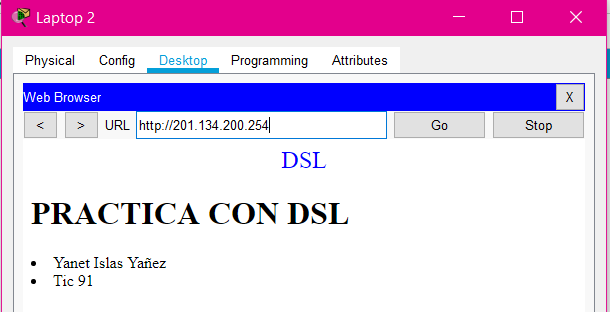 Laptop 2
Physical Config Desktop Programming Attributes
Web Browser X
< > URL http://201.134.200.254 Go Stop
DSL
PRACTICA CON DSL
Yanet Islas Yañez
Tic 91